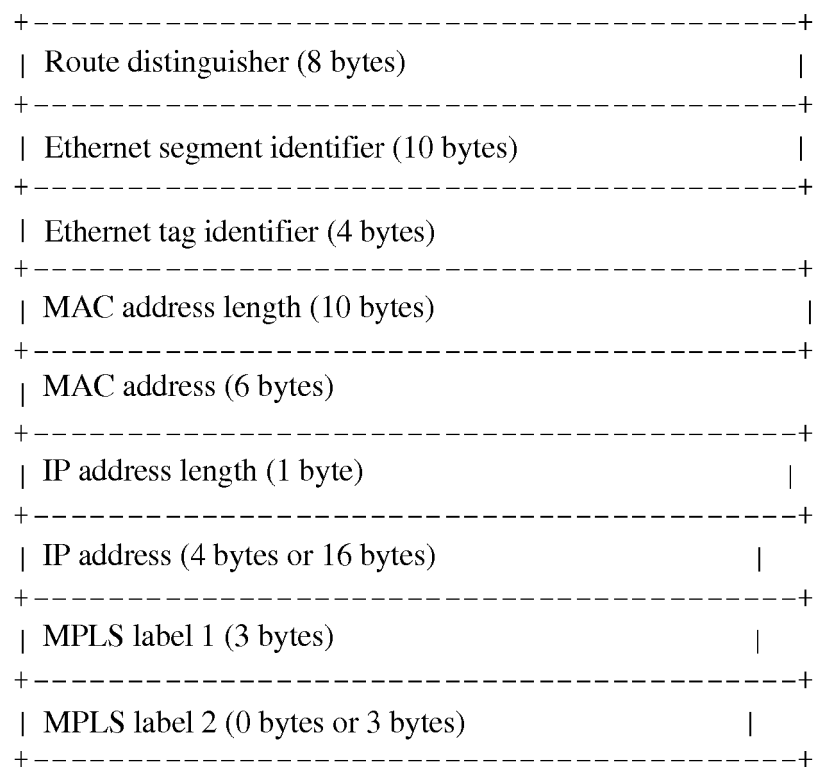 +-----------------------------------------+
| Route distinguisher (8 bytes) |
+-----------------------------------------+
| Ethernet segment identifier (10 bytes) |
+-----------------------------------------+
| Ethernet tag identifier (4 bytes)
+-----------------------------------------+
| MAC address length (10 bytes) |
+-----------------------------------------+
| MAC address (6 bytes)
+-----------------------------------------+
| IP address length (1 byte) |
+-----------------------------------------+
| IP address (4 bytes or 16 bytes) |
+-----------------------------------------+
| MPLS label 1 (3 bytes) |
+-----------------------------------------+
| MPLS label 2 (0 bytes or 3 bytes) |
+-----------------------------------------+